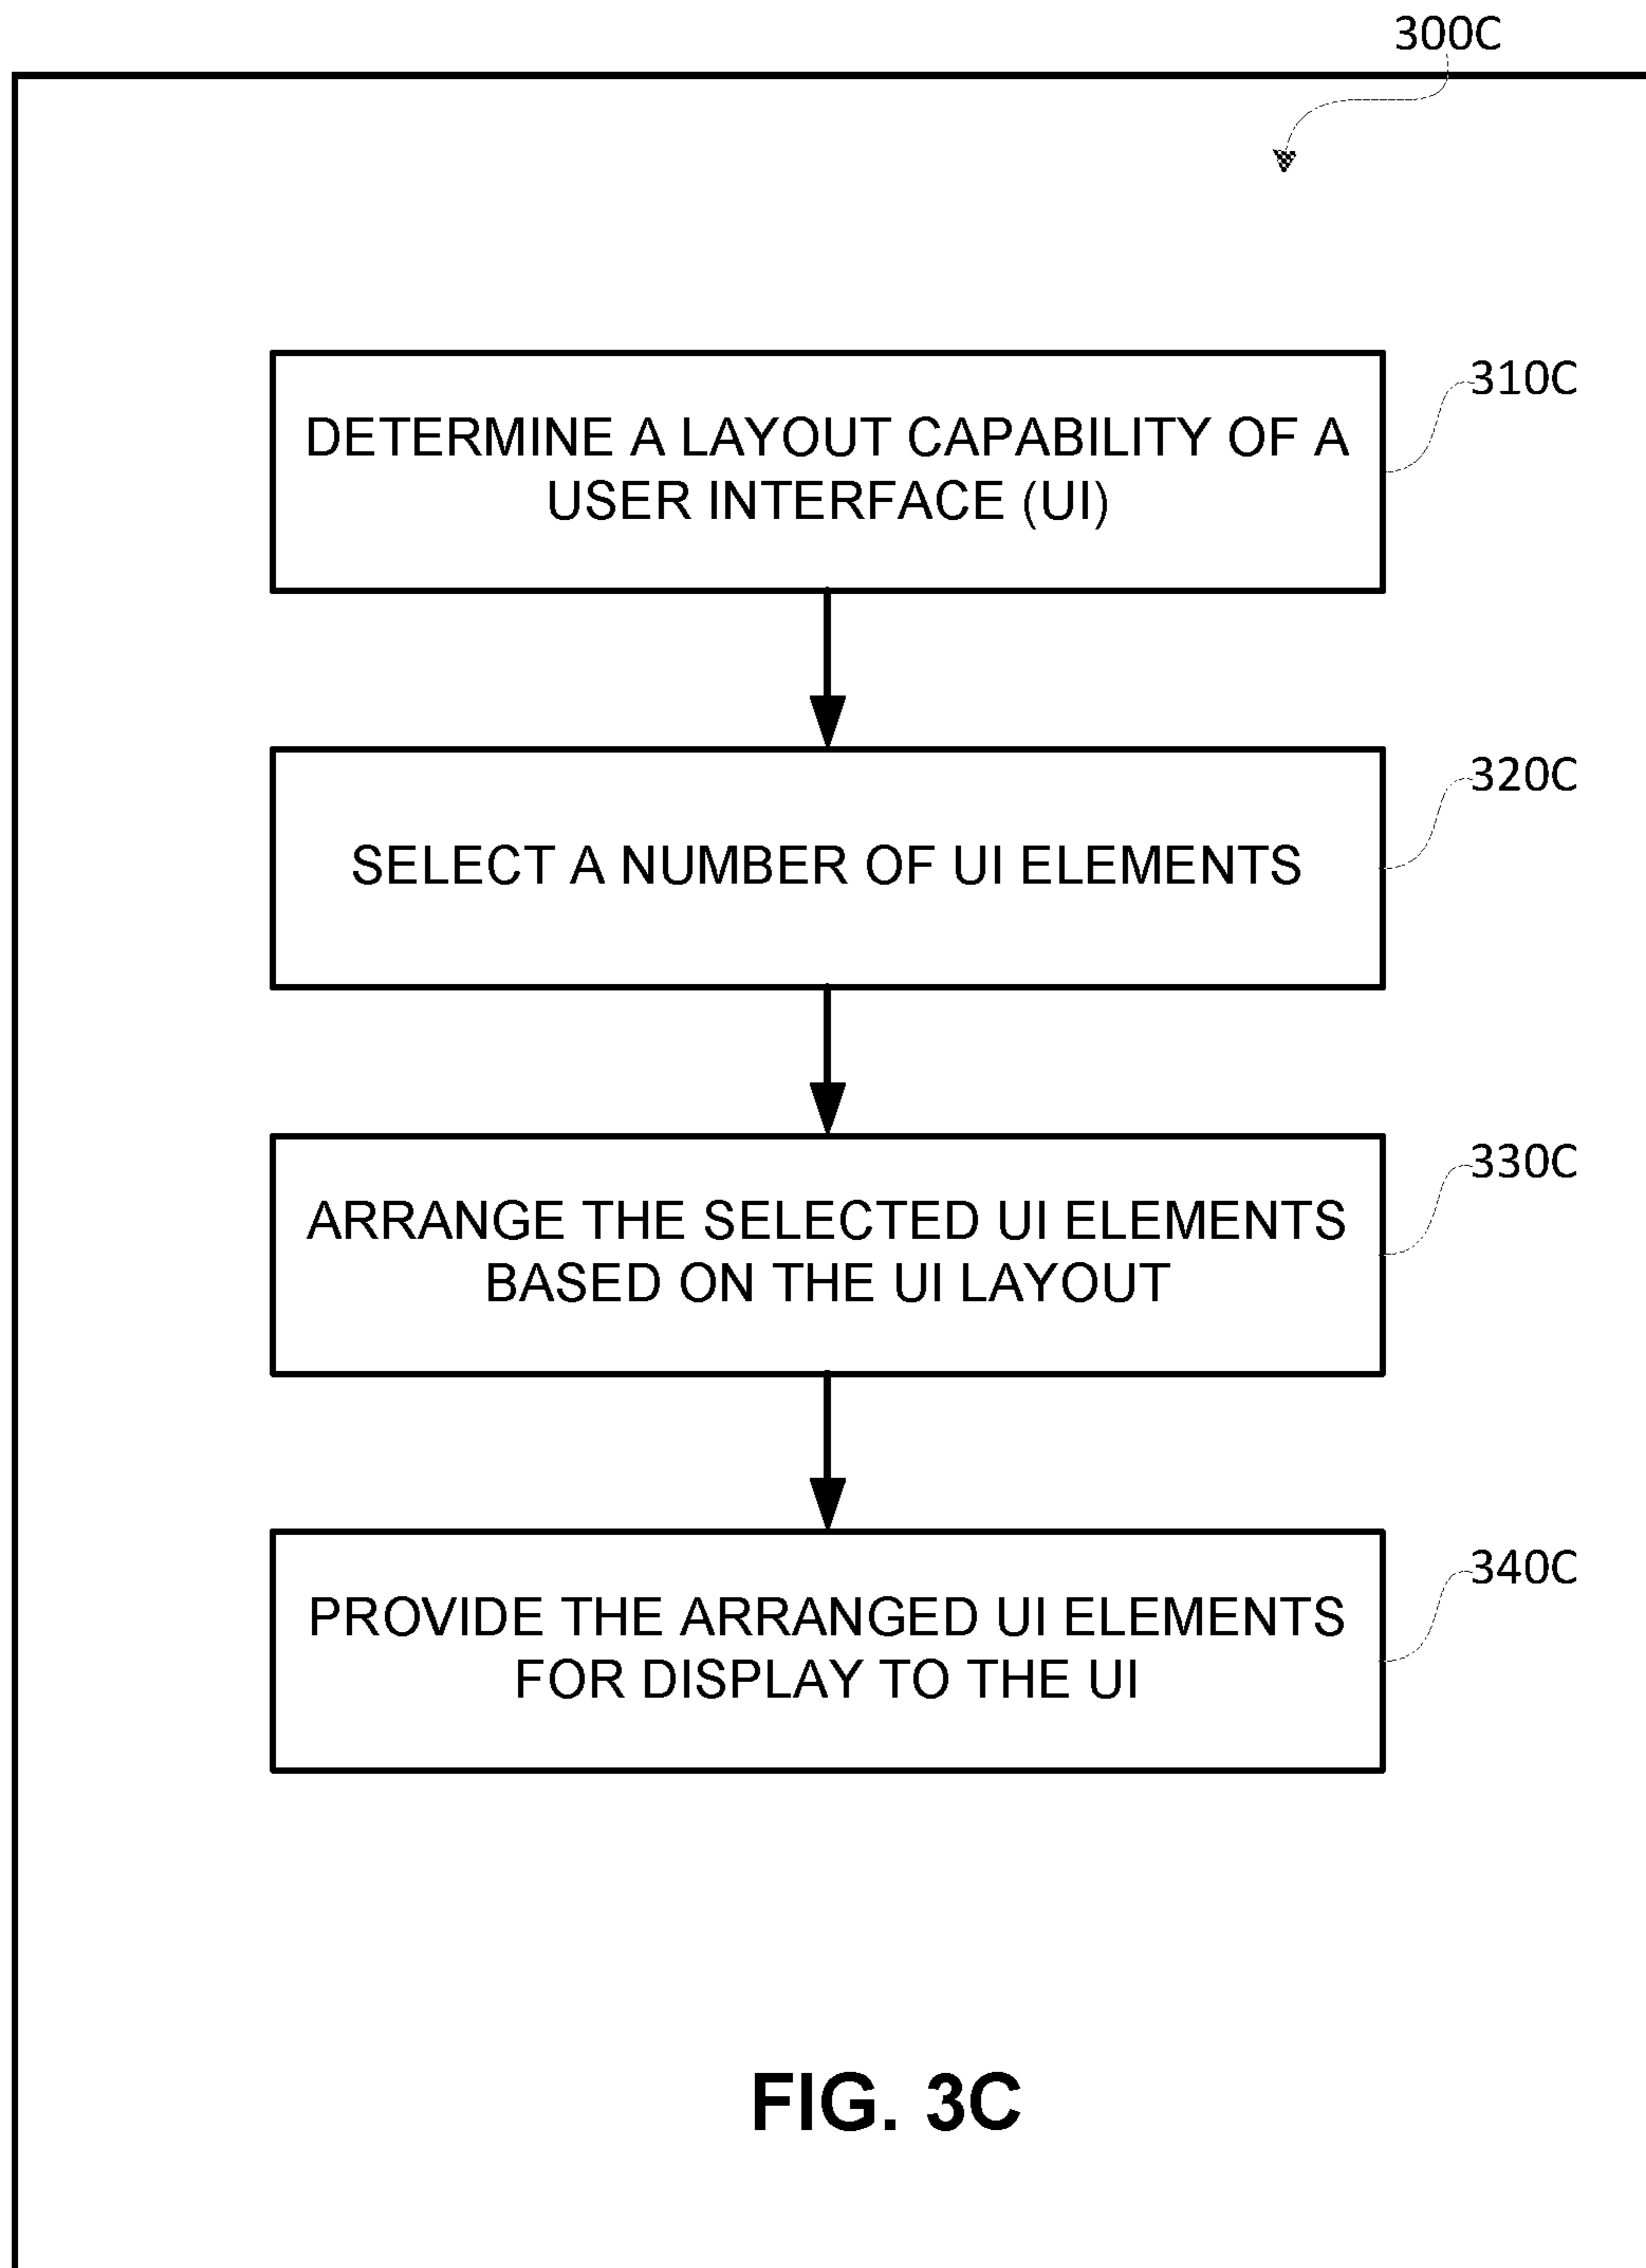 300C
310C
DETERMINE A LAYOUT CAPABILITY OF A
USER INTERFACE (UI)
320C
SELECT A NUMBER OF UI ELEMENTS
330C
ARRANGE THE SELECTED UI ELEMENTS
BASED ON THE UI LAYOUT
340C
PROVIDE THE ARRANGED UI ELEMENTS
FOR DISPLAY TO THE UI
FIG. 3C